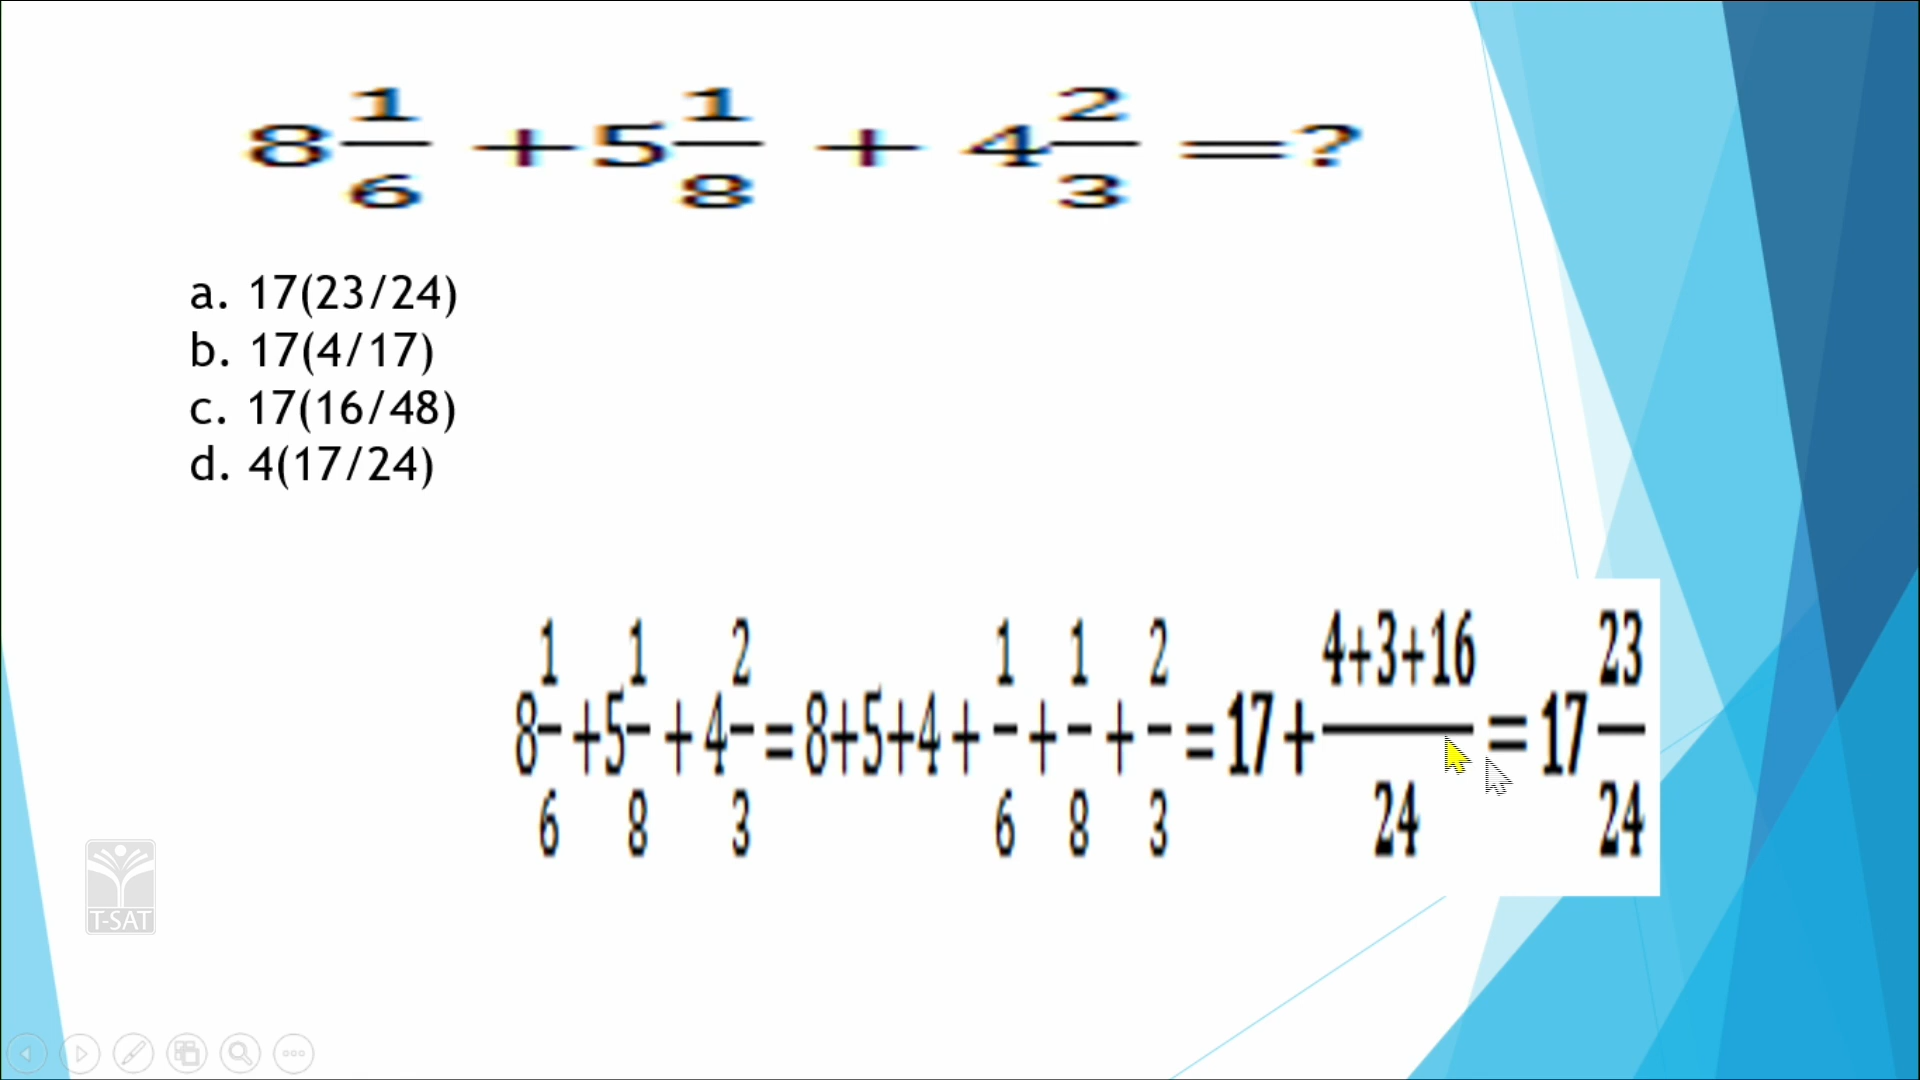 8 1/6 + 5 1/8 + 4 2/3 = ?
a. 17(23/24)
b. 17(4/17)
c. 17(16/48)
d. 4(17/24)
8 1/6 + 5 1/8 + 4 2/3 = 8+5+4 + 1/6 + 1/8 + 2/3 = 17 + 4+3+16/24 = 17 23/24
T-SAT